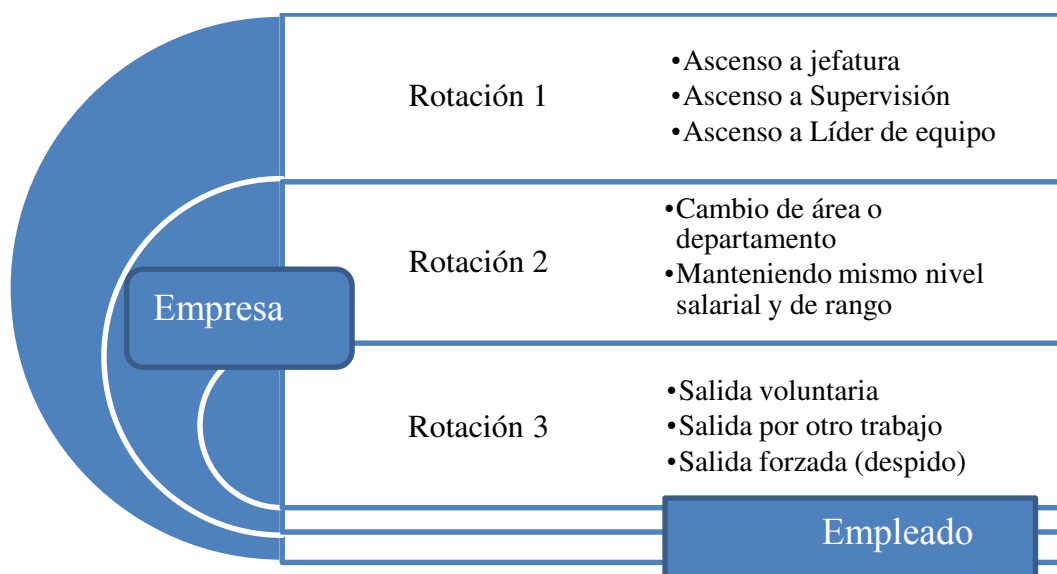 Rotación 1
•Ascenso a jefatura
•Ascenso a Supervisión
•Ascenso a Líder de equipo
Rotación 2
•Cambio de área o
departamento
•Manteniendo mismo nivel
salarial y de rango
Empresa
Rotación 3
•Salida voluntaria
•Salida por otro trabajo
•Salida forzada (despido)
Empleado